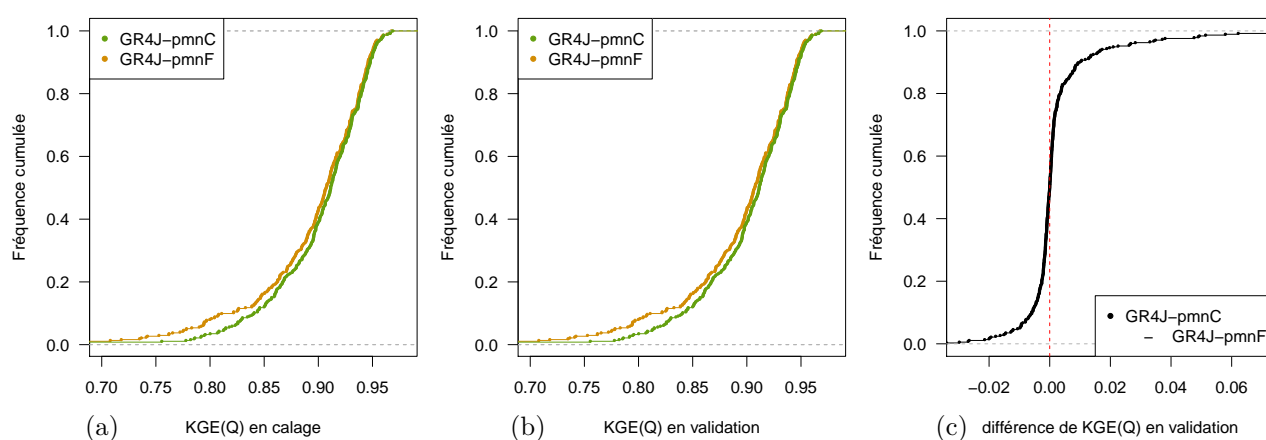 Fréquence cumulée
1.0
0.8
0.6
0.4
0.2
0.0
GR4J−pmnC
GR4J−pmnF
0.70 0.75 0.80 0.85 0.90 0.95
(a) KGE(Q) en calage
Fréquence cumulée
1.0
0.8
0.6
0.4
0.2
0.0
GR4J−pmnC
GR4J−pmnF
0.70 0.75 0.80 0.85 0.90 0.95
(b) KGE(Q) en validation
Fréquence cumulée
1.0
0.8
0.6
0.4
0.2
0.0
GR4J−pmnC
− GR4J−pmnF
−0.02 0.00 0.02 0.04 0.06
(c) différence de KGE(Q) en validation